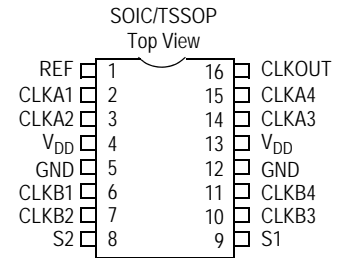 SOIC/TSSOP
Top View
REF 1 16 CLKOUT
CLKA1 2 15 CLKA4
CLKA2 3 14 CLKA3
VDD 4 13 VDD
GND 5 12 GND
CLKB1 6 11 CLKB4
CLKB2 7 10 CLKB3
S2 8 9 S1